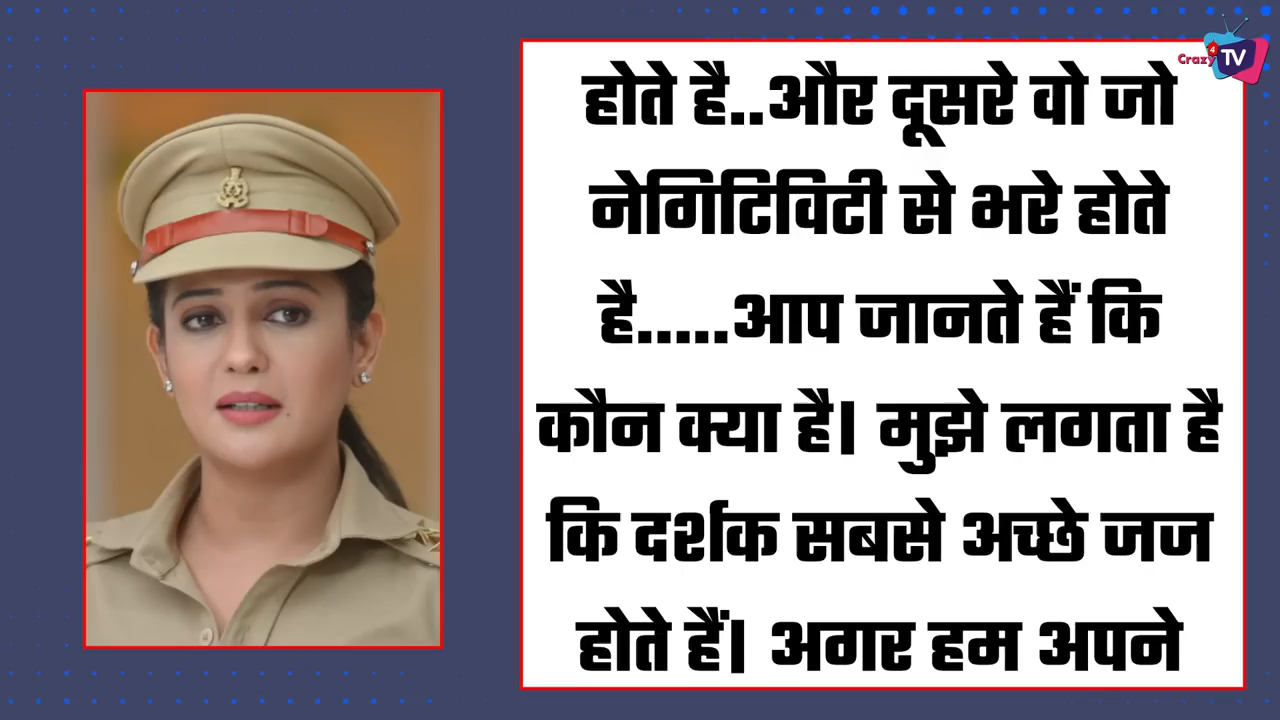 Crazy 4 TV
होते है..और दूसरे वो जो
नेगिटिविटी से भरे होते
है.....आप जानते हैं कि
कौन क्या है। मुझे लगता है
कि दर्शक सबसे अच्छे जज
होते हैं। अगर हम अपने